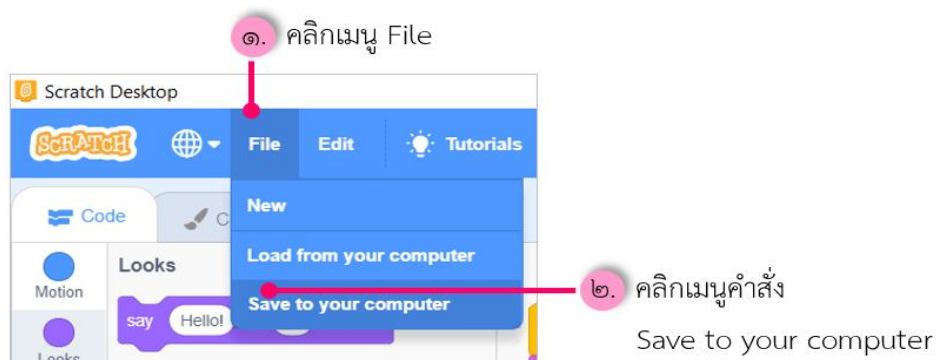 ๑. คลิกเมนู File
Scratch Desktop
SCRATCH File Edit Tutorials
Code C
New
Motion Looks Load from your computer
Save to your computer ๒. คลิกเมนูคำสั่ง
say Hello!
Looks Save to your computer